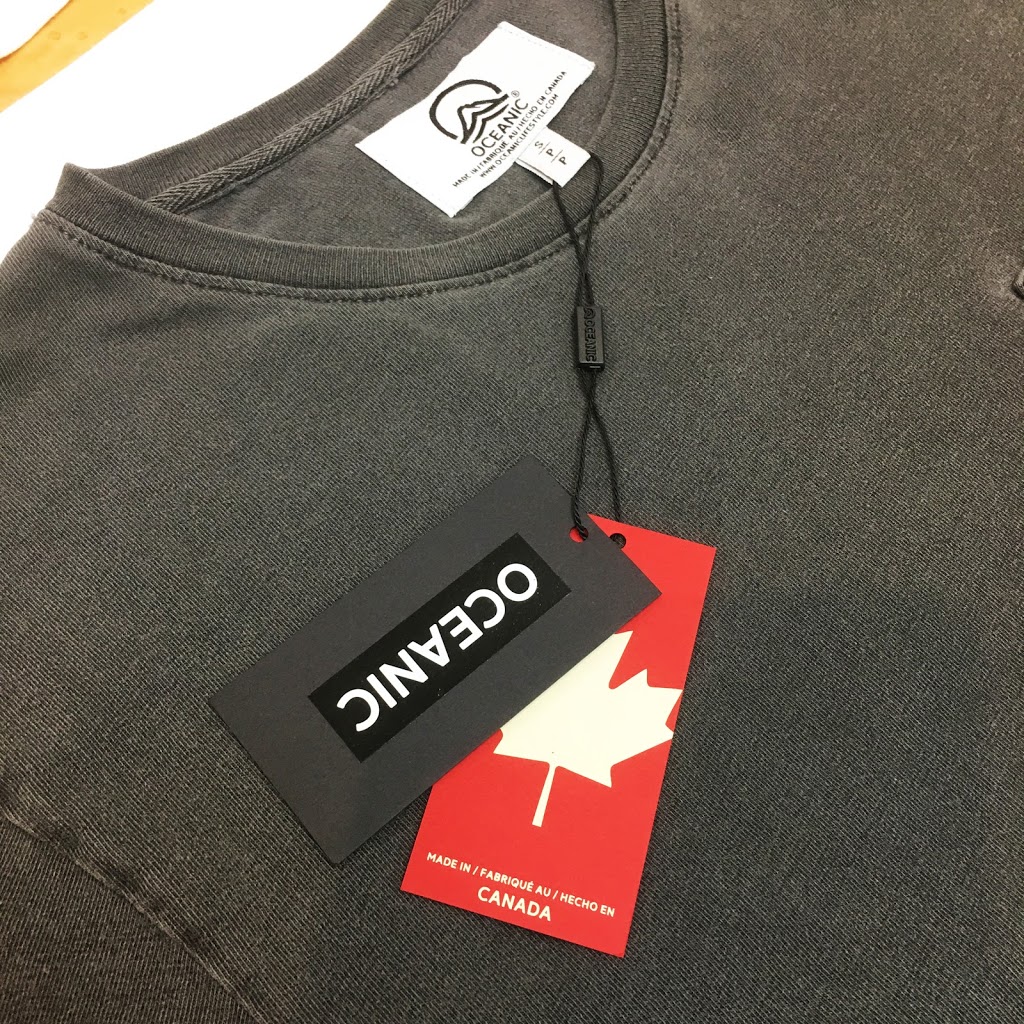 OCEANIC®
MADE IN / FABRIQUÉ AU / HECHO EN CANADA
WWW.OCEANICLIFESTYLE.COM
S/P/P
OCEANIC
OCEANIC
MADE IN / FABRIQUÉ AU / HECHO EN
CANADA